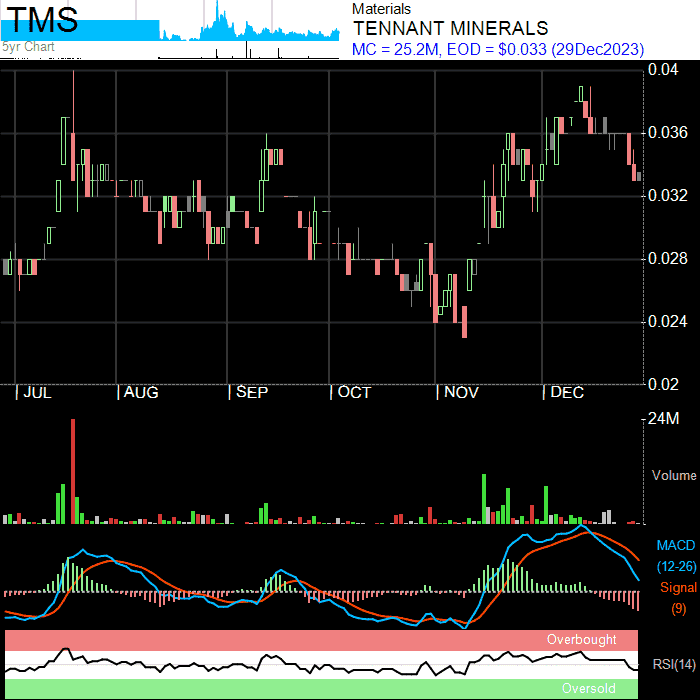 TMS
5yr Chart
Materials
TENNANT MINERALS
MC = 25.2M, EOD = $0.033 (29Dec2023)
0.04
0.036
0.032
0.028
0.024
0.02
JUL
AUG
SEP
OCT
NOV
DEC
24M
Volume
MACD
(12-26)
Signal
(9)
Overbought
RSI(14)
Oversold